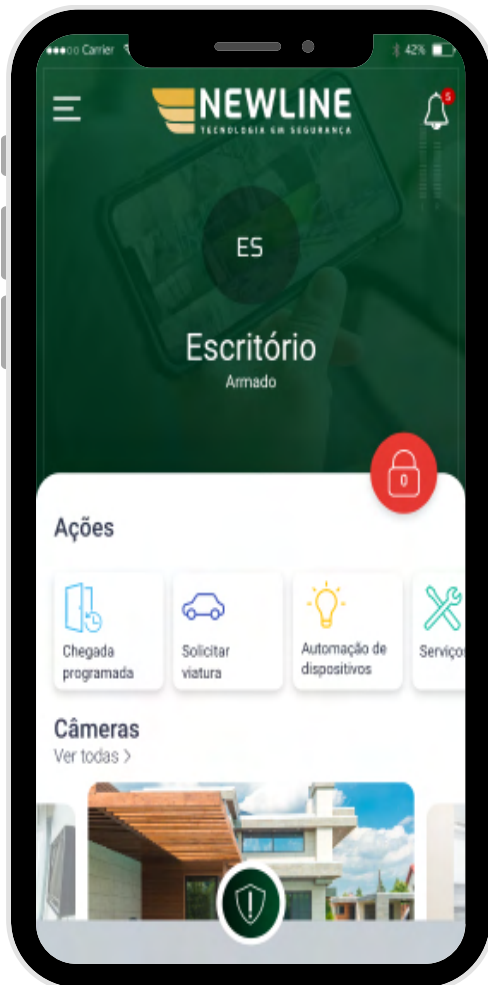 Carrier
42%
NEWLINE
TECNOLOGIA EM SEGURANÇA
5
ES
Escritório
Armado
0
Ações
Chegada
programada
Solicitar
viatura
Automação de
dispositivos
Serviços
Câmeras
Ver todas >